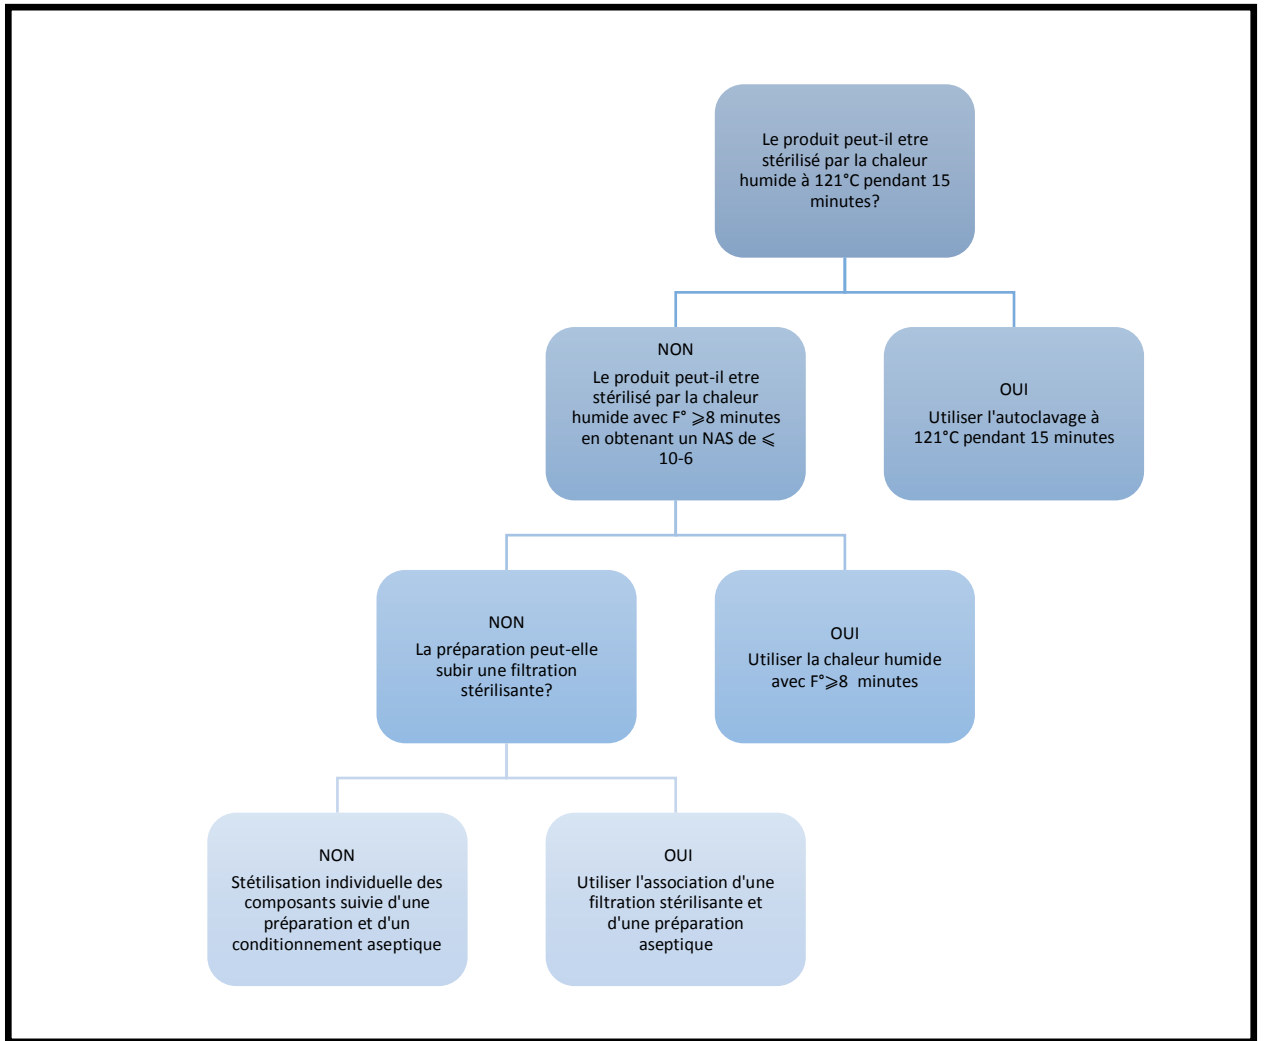 Le produit peut-il etre
stérilisé par la chaleur
humide à 121°C pendant 15
minutes?
NON
Le produit peut-il etre
stérilisé par la chaleur
humide avec F° ⩾8 minutes
en obtenant un NAS de ⩽
10-6
OUI
Utiliser l'autoclavage à
121°C pendant 15 minutes
NON
La préparation peut-elle
subir une filtration
stérilisante?
OUI
Utiliser la chaleur humide
avec F°⩾8 minutes
NON
Stétilisation individuelle des
composants suivie d'une
préparation et d'un
conditionnement aseptique
OUI
Utiliser l'association d'une
filtration stérilisante et
d'une préparation
aseptique